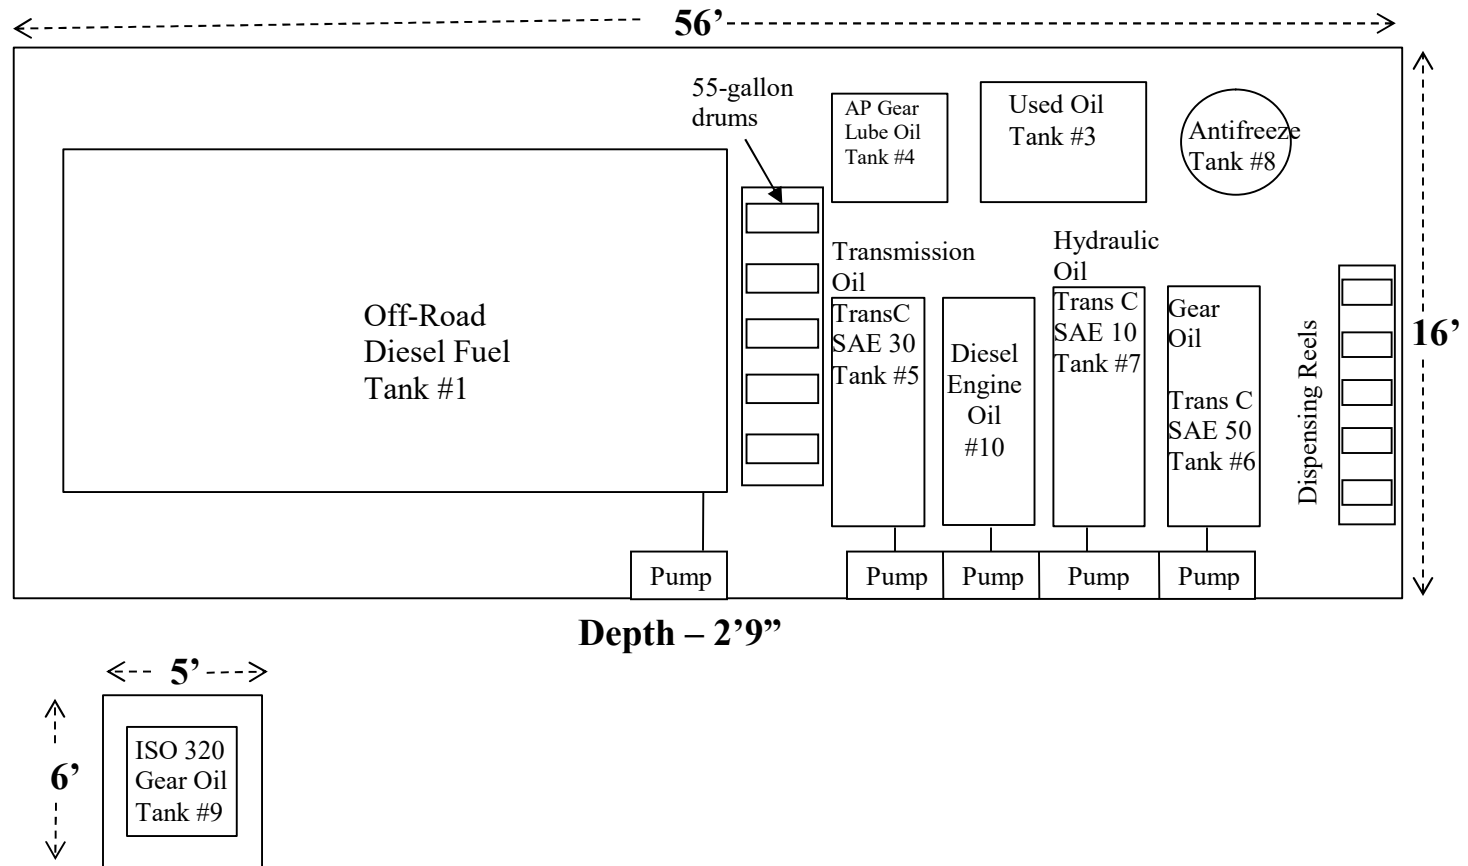 56’
55-gallon
drums
AP Gear
Lube Oil
Tank #4
Used Oil
Tank #3
Antifreeze
Tank #8
Off-Road
Diesel Fuel
Tank #1
Transmission
Oil
TransC
SAE 30
Tank #5
Diesel
Engine
Oil
#10
Hydraulic
Oil
Trans C
SAE 10
Tank #7
Gear
Oil
Trans C
SAE 50
Tank #6
Dispensing Reels
16’
Pump
Pump
Pump
Pump
Pump
Depth – 2’9”
5’
6’
ISO 320
Gear Oil
Tank #9